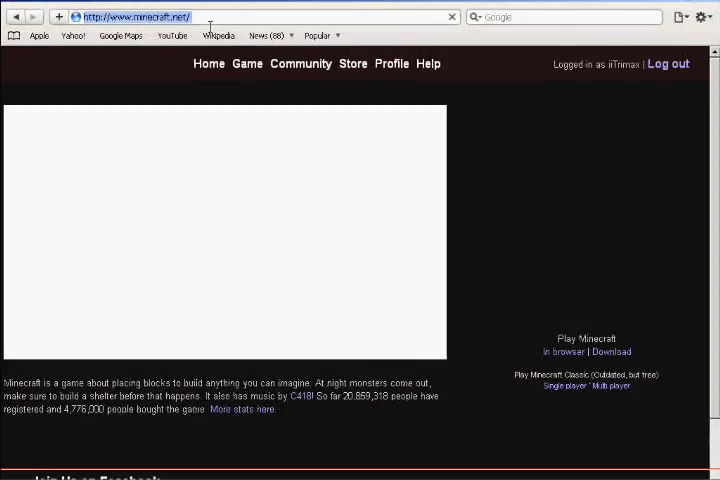 http://www.minecraft.net/
Google
Apple Yahoo! Google Maps YouTube Wikipedia News (88) Popular
Home Game Community Store Profile Help
Logged in as iiTrimax | Log out
Play Minecraft
In browser | Download
Play Minecraft Classic (Outdated, but free)
Single player * Multi player
Minecraft is a game about placing blocks to build anything you can imagine. At night monsters come out,
make sure to build a shelter before that happens. It also has music by C418! So far 20,859,318 people have
registered and 4,776,000 people bought the game. More stats here.
Join Us on Facebook